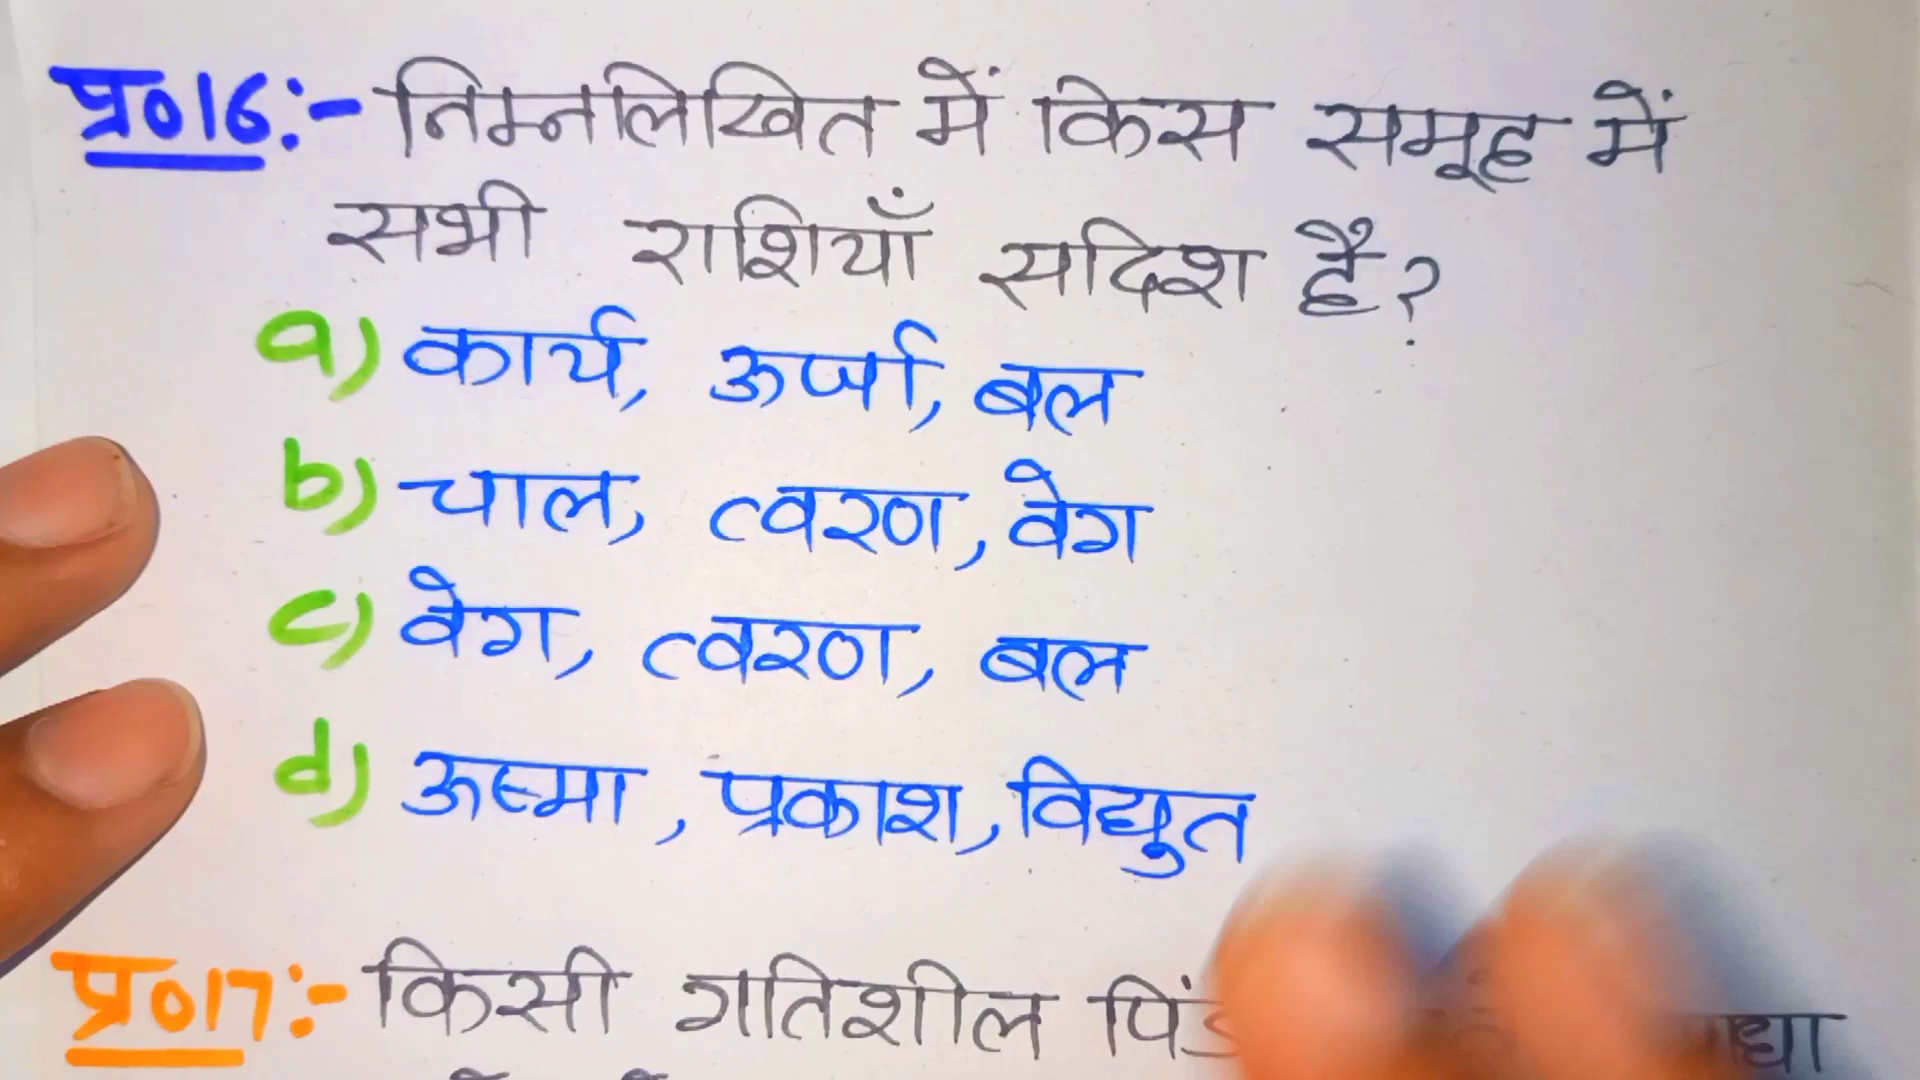 प्र०16:- निम्नलिखित में किस समूह में
सभी राशियाँ सदिश हैं?
a) कार्य, ऊर्जा, बल
b) चाल, त्वरण, वेग
c) वेग, त्वरण, बल
d) ऊष्मा, प्रकाश, विद्युत
प्र०17:- किसी गतिशील